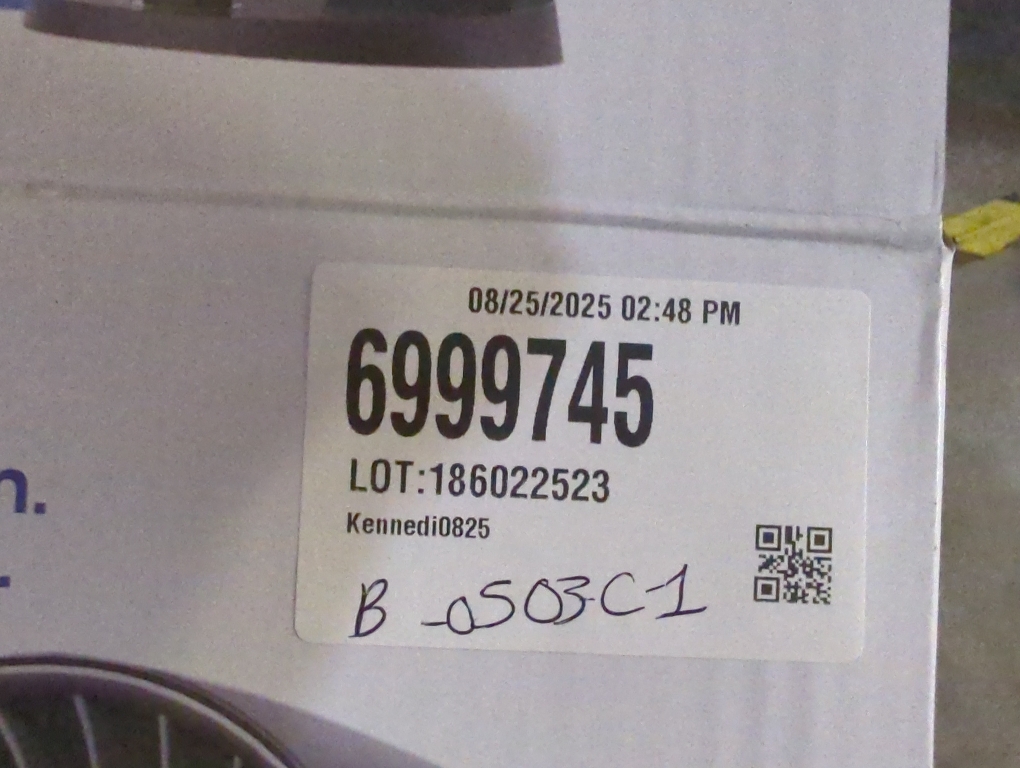 08/25/2025 02:48 PM
6999745
LOT:186022523
Kennedi0825
B -0503-C-1
n.